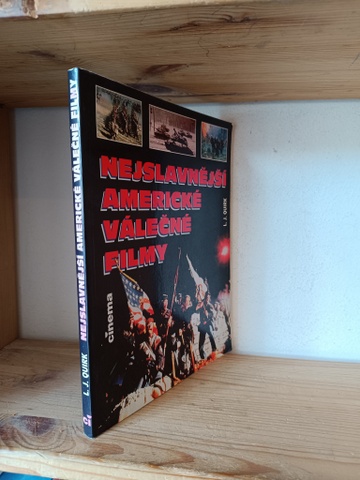 NEJSLAVNĚJŠÍ
AMERICKÉ
VÁLEČNÉ
FILMY
L. J. QUIRK
cinema
L. J. QUIRK NEJSLAVNĚJŠÍ AMERICKÉ VÁLEČNÉ FILMY